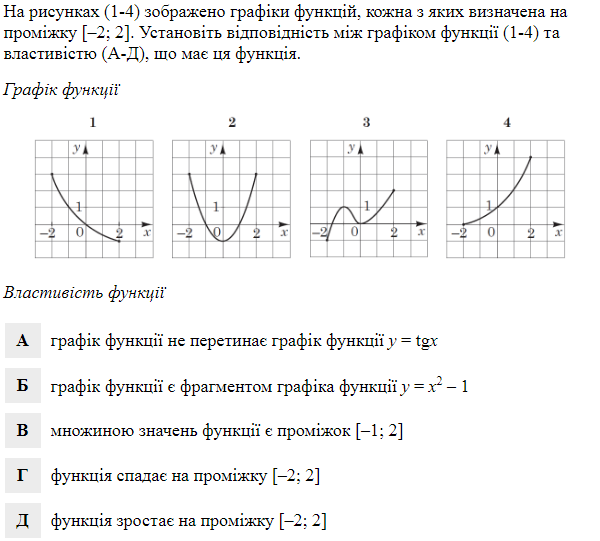 На рисунках (1-4) зображено графіки функцій, кожна з яких визначена на
проміжку [–2; 2]. Установіть відповідність між графіком функції (1-4) та
властивістю (А-Д), що має ця функція.
Графік функції
1 2 3 4
y y y y
1 1 1 1
–2 0 2 x –2 0 2 x –2 0 2 x –2 0 2 x
Властивість функції
А графік функції не перетинає графік функції y = tgx
Б графік функції є фрагментом графіка функції y = x² – 1
В множиною значень функції є проміжок [–1; 2]
Г функція спадає на проміжку [–2; 2]
Д функція зростає на проміжку [–2; 2]